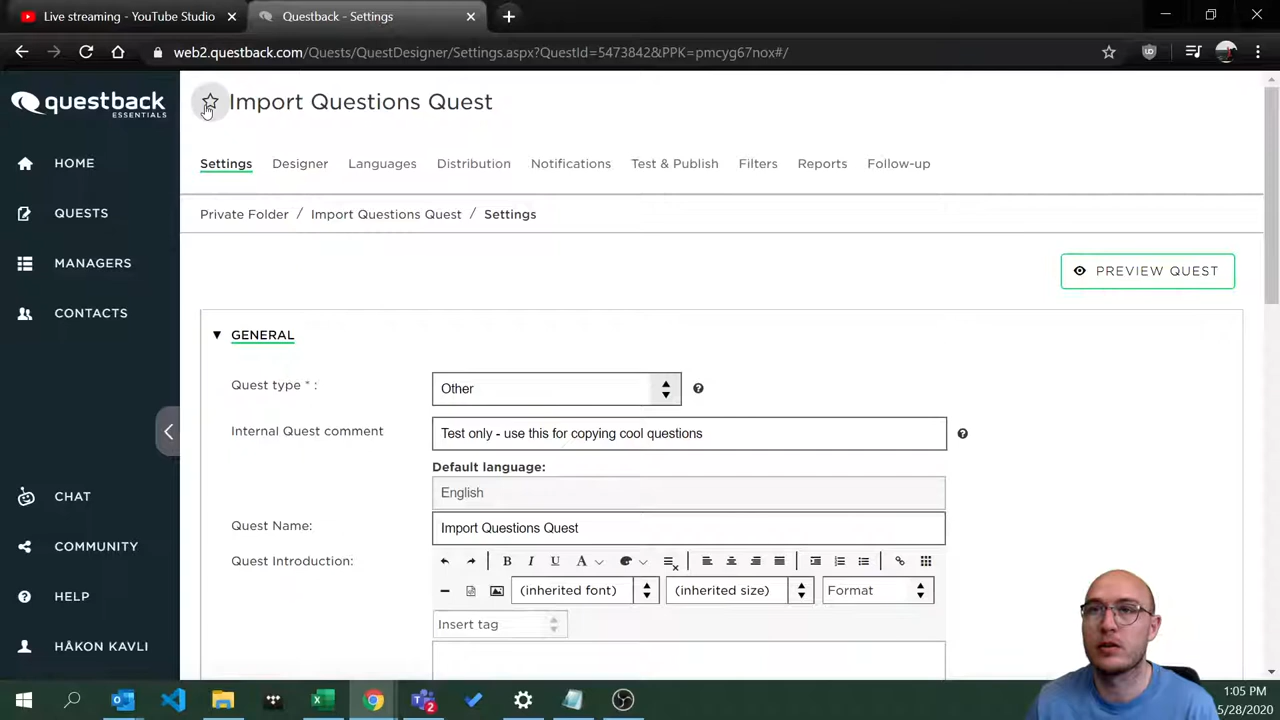 Live streaming - YouTube Studio
Questback - Settings
web2.questback.com/Quests/QuestDesigner/Settings.aspx?QuestId=5473842&PPK=pmcyg67nox#/
questback
ESSENTIALS
HOME
QUESTS
MANAGERS
CONTACTS
CHAT
COMMUNITY
HELP
HÅKON KAVLI
Import Questions Quest
Settings Designer Languages Distribution Notifications Test & Publish Filters Reports Follow-up
Private Folder / Import Questions Quest / Settings
PREVIEW QUEST
GENERAL
Quest type * : Other
Internal Quest comment Test only - use this for copying cool questions
Default language:
English
Quest Name: Import Questions Quest
Quest Introduction:
B I U A
(inherited font) (inherited size) Format
Insert tag
2
1:05 PM
5/28/2020